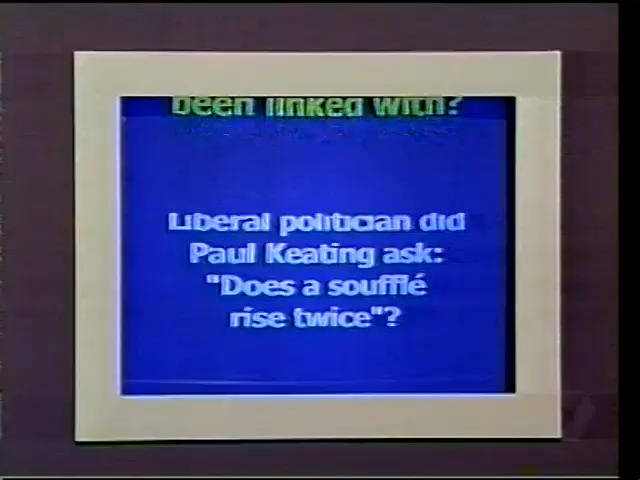 been linked with?
Liberal politician did
Paul Keating ask:
"Does a soufflé
rise twice"?